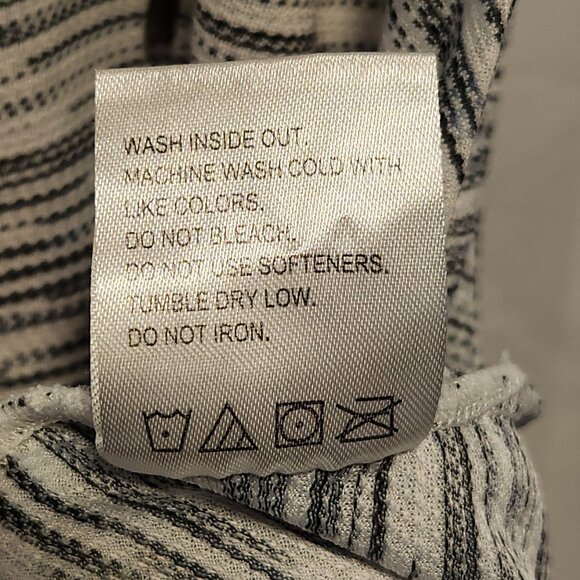 WASH INSIDE OUT.
MACHINE WASH COLD WITH
LIKE COLORS.
DO NOT BLEACH.
DO NOT USE SOFTENERS.
TUMBLE DRY LOW.
DO NOT IRON.